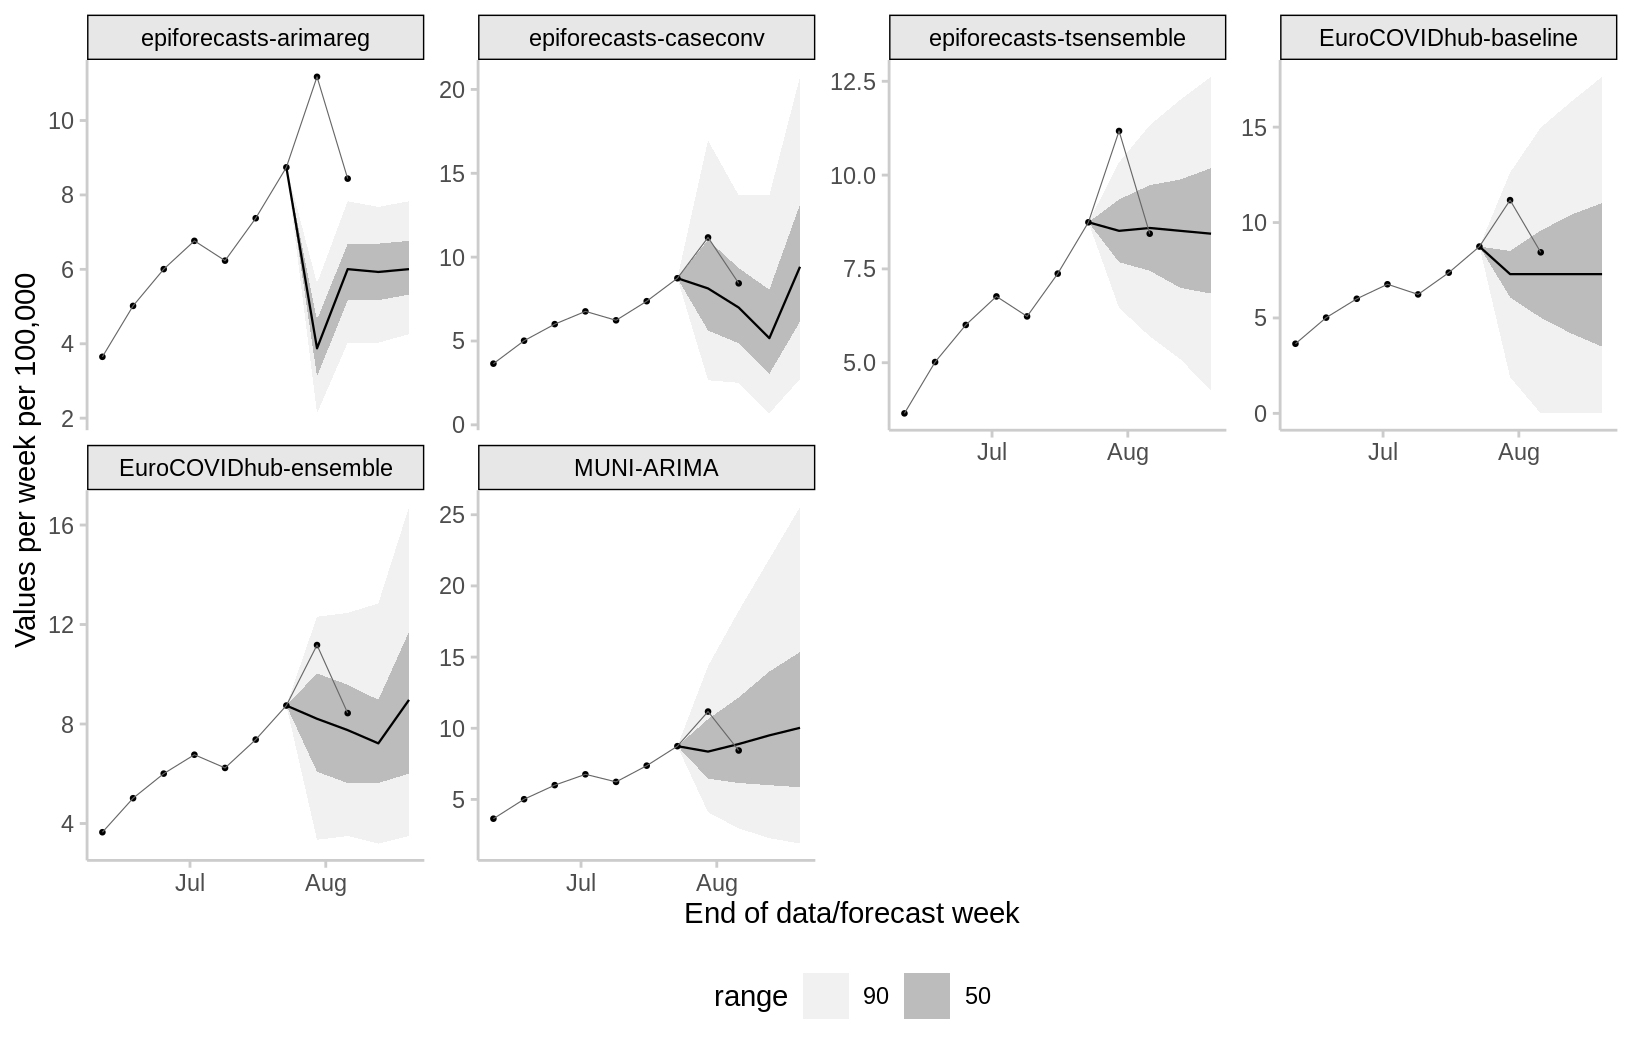 epiforecasts-arimareg
epiforecasts-caseconv
epiforecasts-tsensemble
EuroCOVIDhub-baseline
10
8
6
4
2
20
15
10
5
0
12.5
10.0
7.5
5.0
Jul
Aug
15
10
5
0
Jul
Aug
Values per week per 100,000
EuroCOVIDhub-ensemble
MUNI-ARIMA
16
12
8
4
Jul
Aug
25
20
15
10
5
Jul
Aug
End of data/forecast week
range 90 50